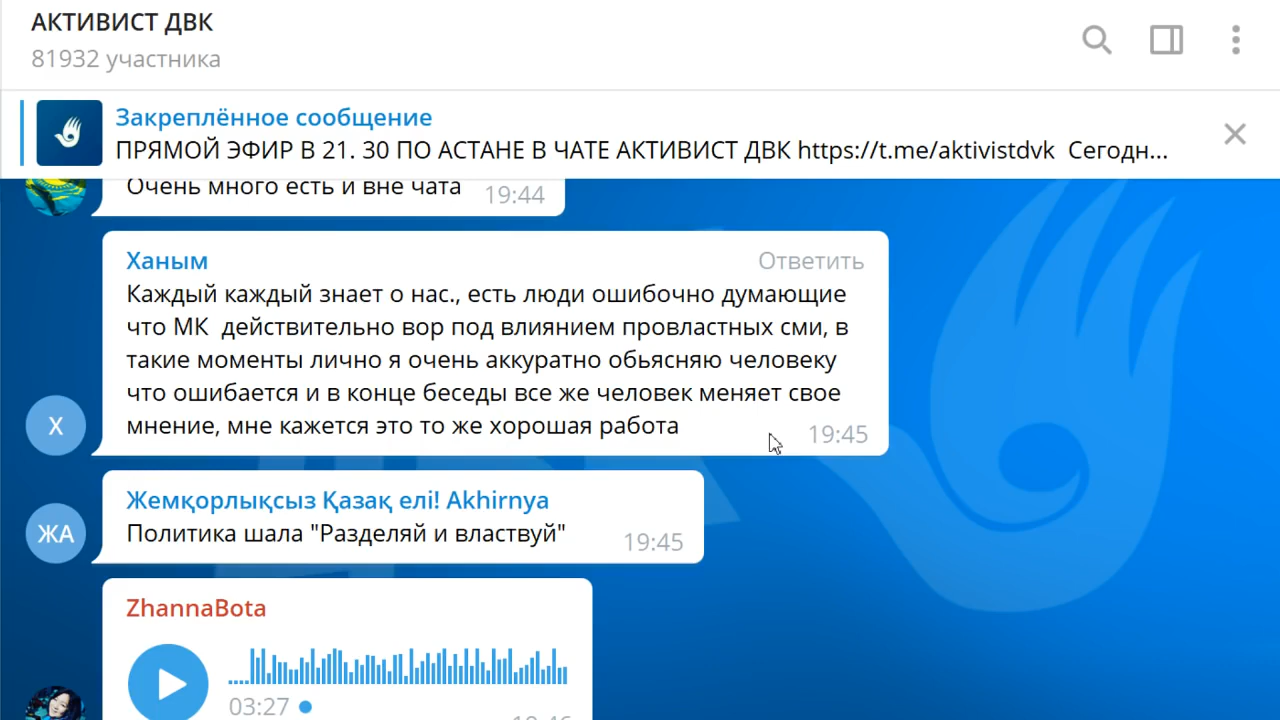 АКТИВИСТ ДВК
81932 участника
Закреплённое сообщение
ПРЯМОЙ ЭФИР В 21. 30 ПО АСТАНЕ В ЧАТЕ АКТИВИСТ ДВК https://t.me/aktivistdvk Сегодн...
Очень много есть и вне чата 19:44
Ханым Ответить
Каждый каждый знает о нас., есть люди ошибочно думающие
что МК действительно вор под влиянием провластных сми, в
такие моменты лично я очень аккуратно обьясняю человеку
что ошибается и в конце беседы все же человек меняет свое
мнение, мне кажется это то же хорошая работа 19:45
Х
Жемқорлықсыз Қазақ елі! Akhirnya
Политика шала "Разделяй и властвуй" 19:45
ЖА
ZhannaBota
03:27
19:46